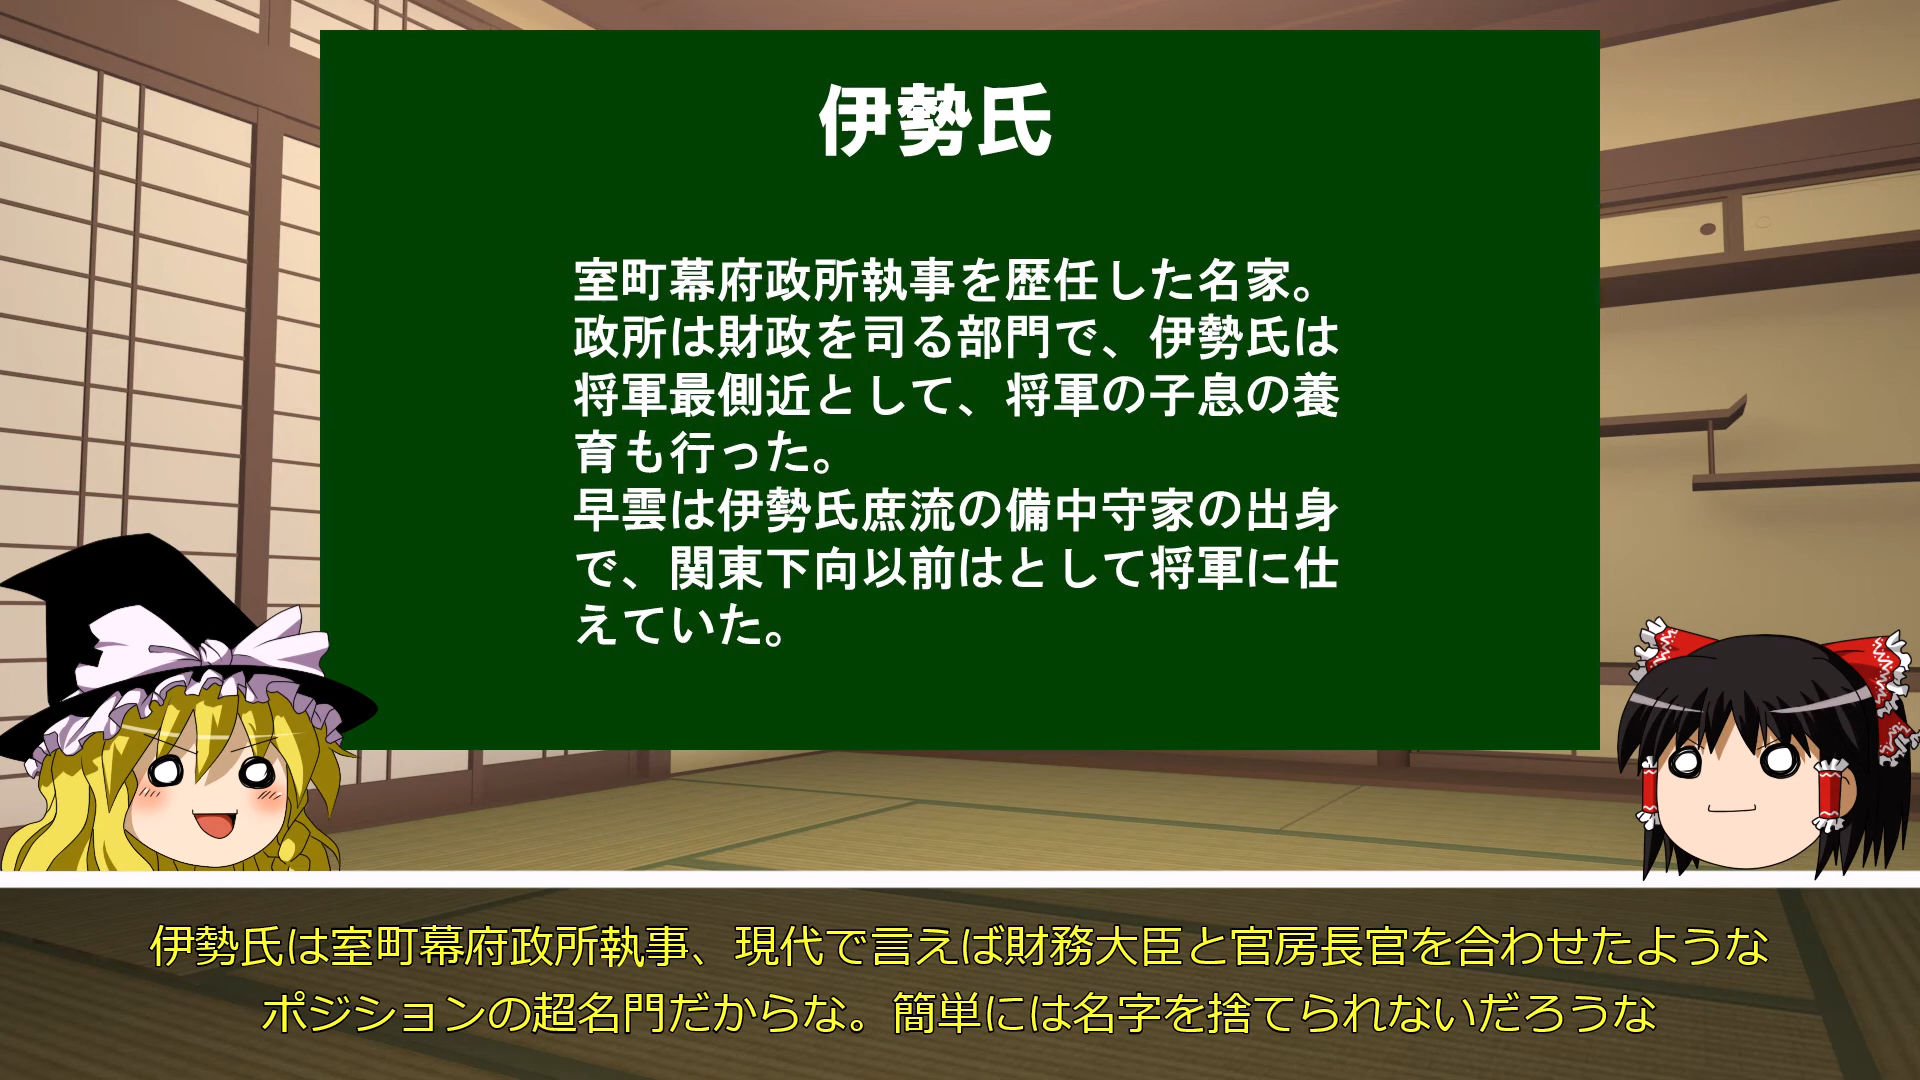 伊勢氏
室町幕府政所執事を歴任した名家。
政所は財政を司る部門で、伊勢氏は
将軍最側近として、将軍の子息の養
育も行った。
早雲は伊勢氏庶流の備中守家の出身
で、関東下向以前はとして将軍に仕
えていた。
伊勢氏は室町幕府政所執事、現代で言えば財務大臣と官房長官を合わせたような
ポジションの超名門だからな。簡単には名字を捨てられないだろうな